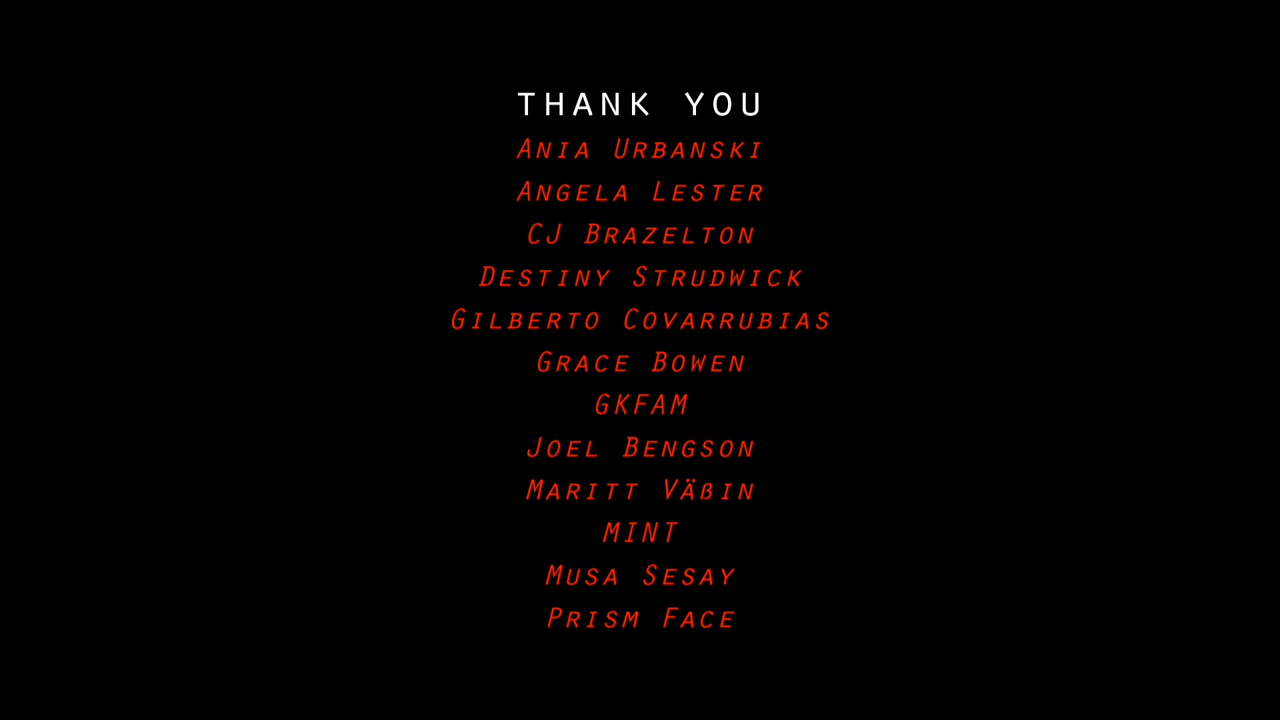 THANK YOU
Ania Urbanski
Angela Lester
CJ Brazelton
Destiny Strudwick
Gilberto Covarrubias
Grace Bowen
GKFAM
Joel Bengson
Maritt Väßin
MINT
Musa Sesay
Prism Face